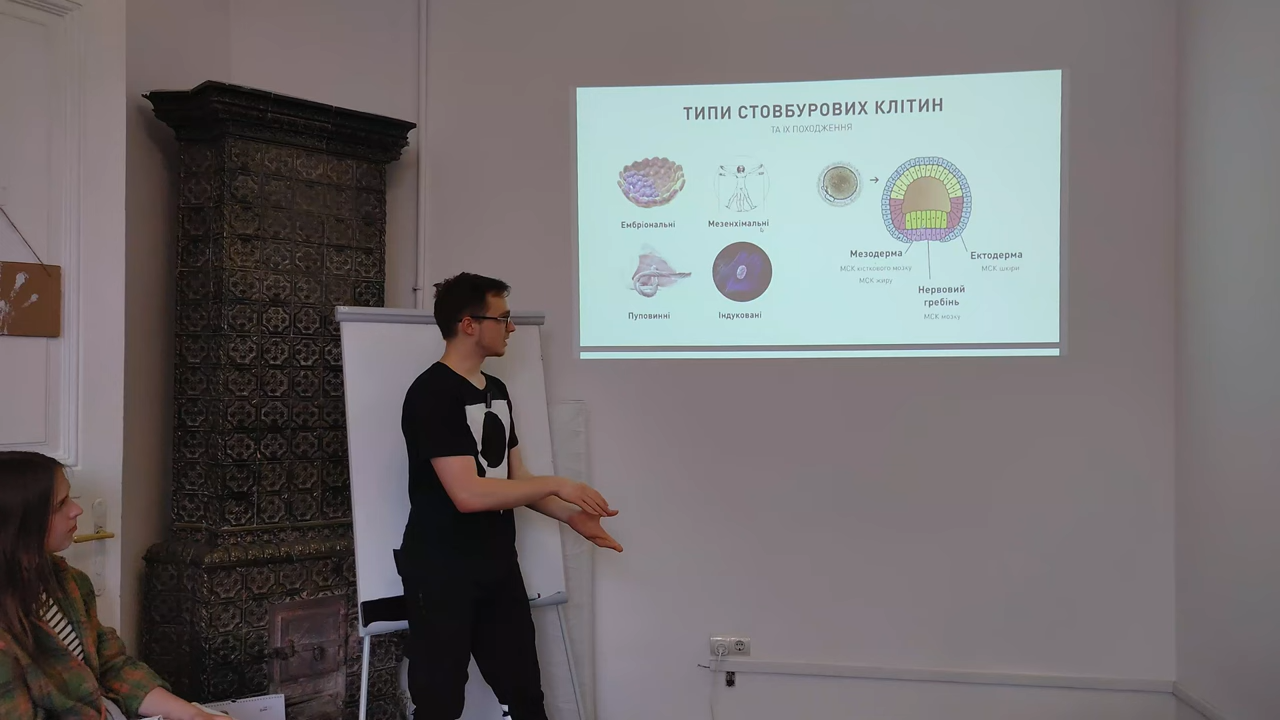 ТИПИ СТОВБУРОВИХ КЛІТИН
ТА ЇХ ПОХОДЖЕННЯ
Ембріональні
Мезенхімальні
Пуповинні
Індуковані
Мезодерма
МСК кісткового мозку
МСК жиру
Ектодерма
МСК шкіри
Нервовий
гребінь
МСК мозку